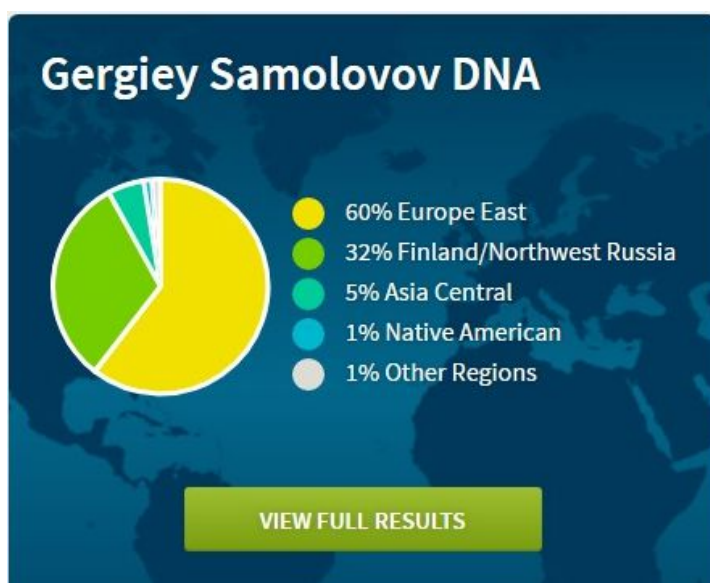 Gergiey Samolovov DNA
60% Europe East
32% Finland/Northwest Russia
5% Asia Central
1% Native American
1% Other Regions
VIEW FULL RESULTS